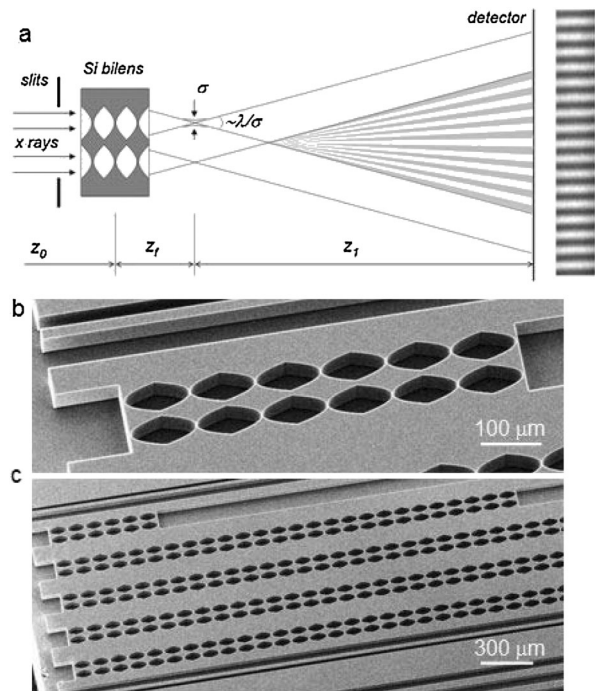 a
detector
Si bilens
slits
σ
~λ/σ
x rays
z₀
zf
z₁
b
100 μm
c
300 μm